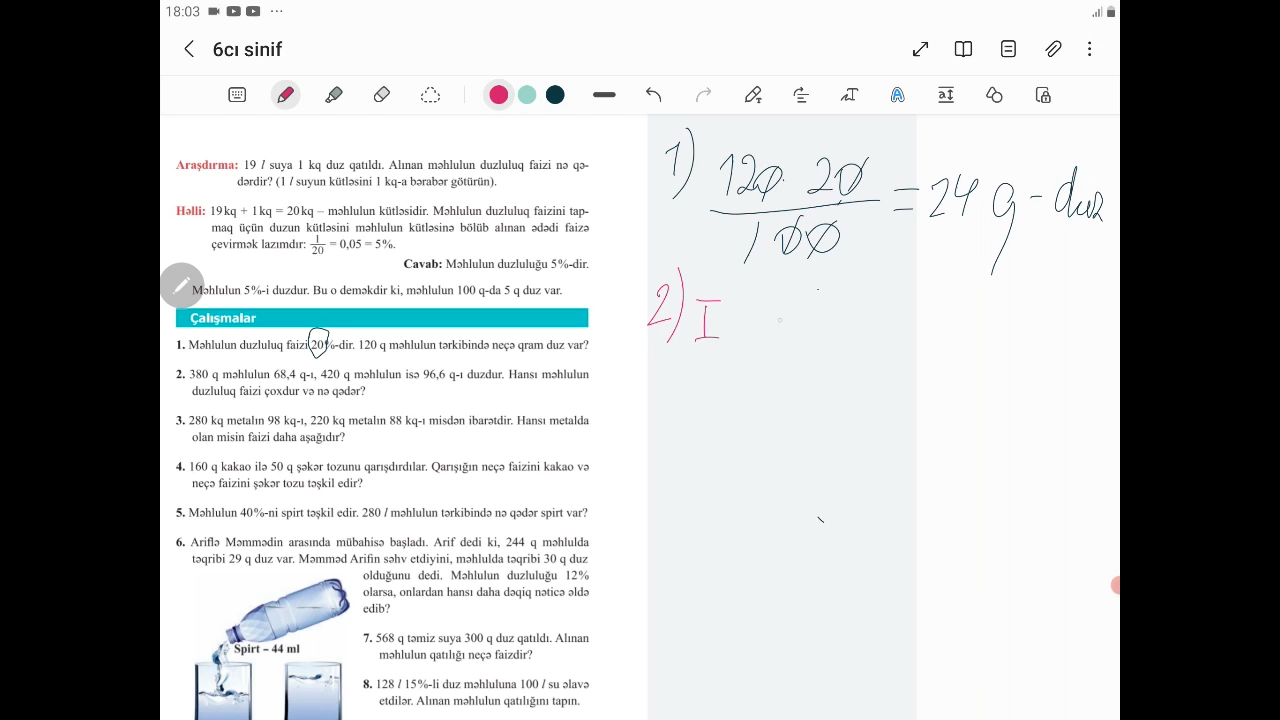 18:03
6cı sinif
Araşdırma: 19 l suya 1 kq duz qatıldı. Alınan məhlulun duzluluq faizi nə qə-
dərdir? (1 l suyun kütləsini 1 kq-a bərabər götürün).
Həlli: 19 kq + 1 kq = 20 kq – məhlulun kütləsidir. Məhlulun duzluluq faizini tap-
maq üçün duzun kütləsini məhlulun kütləsinə bölüb alınan ədədi faizə
çevirmək lazımdır: 1/20 = 0,05 = 5%.
Cavab: Məhlulun duzluluğu 5%-dir.
Məhlulun 5%-i duzdur. Bu o deməkdir ki, məhlulun 100 q-da 5 q duz var.
Çalışmalar
1. Məhlulun duzluluq faizi 20%-dir. 120 q məhlulun tərkibində neçə qram duz var?
2. 380 q məhlulun 68,4 q-ı, 420 q məhlulun isə 96,6 q-ı duzdur. Hansı məhlulun
duzluluq faizi çoxdur və nə qədər?
3. 280 kq metalın 98 kq-ı, 220 kq metalın 88 kq-ı misdən ibarətdir. Hansı metalda
olan misin faizi daha aşağıdır?
4. 160 q kakao ilə 50 q şəkər tozunu qarışdırdılar. Qarışığın neçə faizini kakao və
neçə faizini şəkər tozu təşkil edir?
5. Məhlulun 40%-ni spirt təşkil edir. 280 l məhlulun tərkibində nə qədər spirt var?
6. Ariflə Məmmədin arasında mübahisə başladı. Arif dedi ki, 244 q məhlulda
təqribi 29 q duz var. Məmməd Arifin səhv etdiyini, məhlulda təqribi 30 q duz
olduğunu dedi. Məhlulun duzluluğu 12%
olarsa, onlardan hansı daha dəqiq nəticə əldə
edib?
Spirt – 44 ml
7. 568 q təmiz suya 300 q duz qatıldı. Alınan
məhlulun qatılığı neçə faizdir?
8. 128 l 15%-li duz məhluluna 100 l su əlavə
etdilər. Alınan məhlulun qatılığını tapın.
1) 120 · 20 / 100 = 24 q - duz
2) I